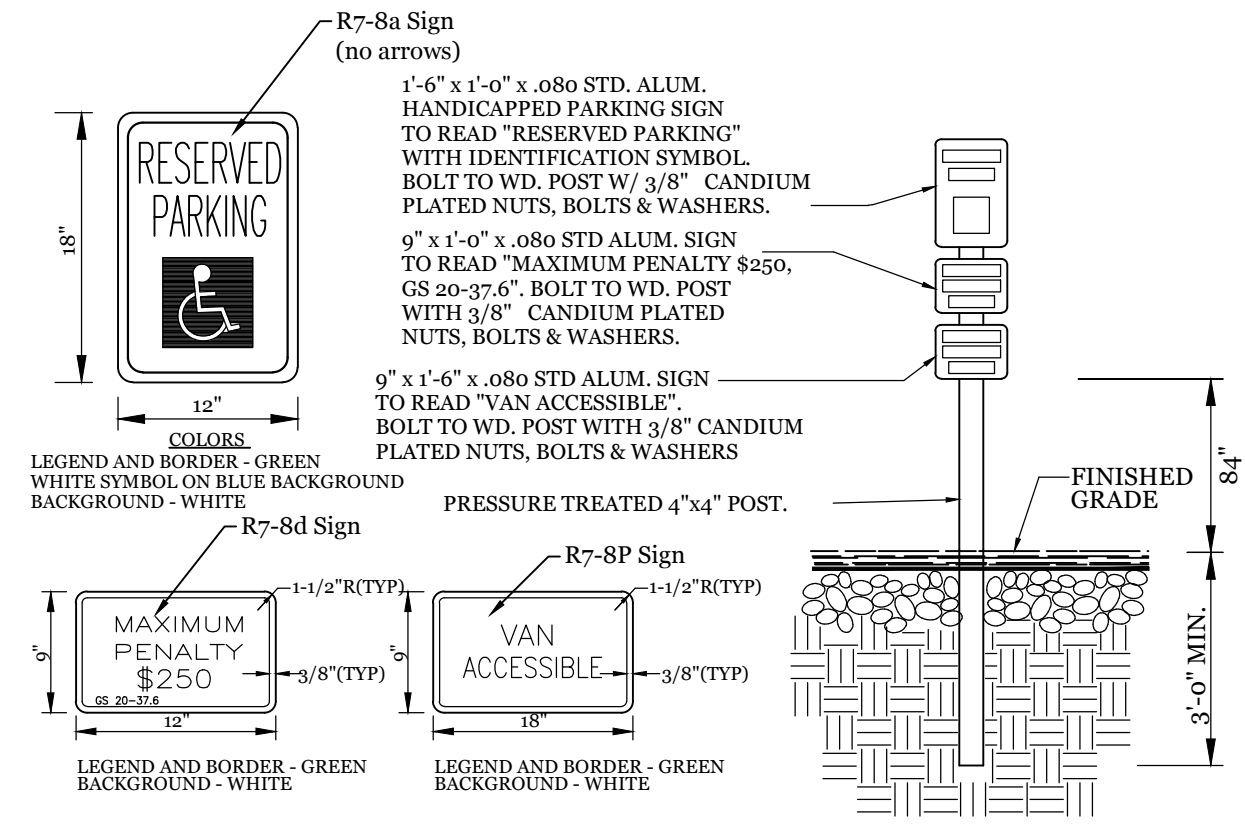 R7-8a Sign
(no arrows)
RESERVED
PARKING
18"
12"
COLORS
LEGEND AND BORDER - GREEN
WHITE SYMBOL ON BLUE BACKGROUND
BACKGROUND - WHITE
1'-6" x 1'-0" x .080 STD. ALUM.
HANDICAPPED PARKING SIGN
TO READ "RESERVED PARKING"
WITH IDENTIFICATION SYMBOL.
BOLT TO WD. POST W/ 3/8" CANDIUM
PLATED NUTS, BOLTS & WASHERS.
9" x 1'-0" x .080 STD ALUM. SIGN
TO READ "MAXIMUM PENALTY $250,
GS 20-37.6". BOLT TO WD. POST
WITH 3/8" CANDIUM PLATED
NUTS, BOLTS & WASHERS.
9" x 1'-6" x .080 STD ALUM. SIGN
TO READ "VAN ACCESSIBLE".
BOLT TO WD. POST WITH 3/8" CANDIUM
PLATED NUTS, BOLTS & WASHERS
PRESSURE TREATED 4"x4" POST.
FINISHED
GRADE
84"
3'-0" MIN.
R7-8d Sign
1-1/2"R(TYP)
MAXIMUM
PENALTY
$250
GS 20-37.6
3/8"(TYP)
9"
12"
LEGEND AND BORDER - GREEN
BACKGROUND - WHITE
R7-8P Sign
1-1/2"R(TYP)
VAN
ACCESSIBLE
3/8"(TYP)
9"
18"
LEGEND AND BORDER - GREEN
BACKGROUND - WHITE